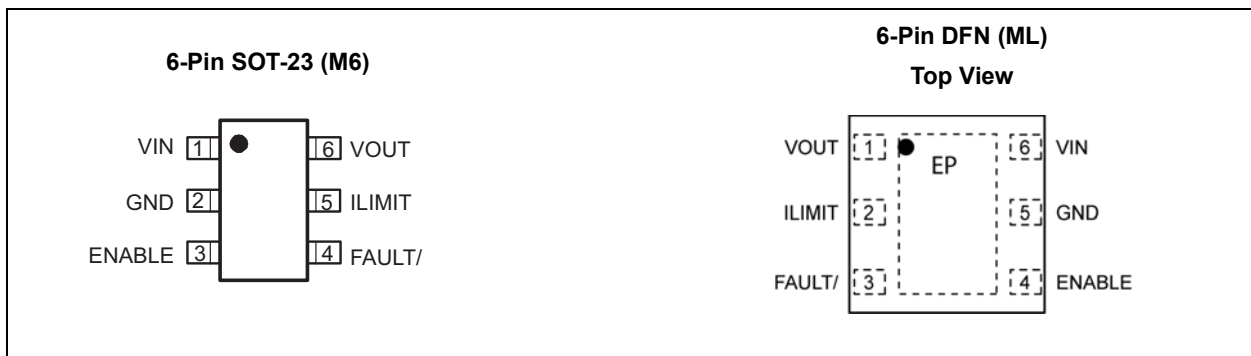 6-Pin SOT-23 (M6)
VIN 1 6 VOUT
GND 2 5 ILIMIT
ENABLE 3 4 FAULT/
6-Pin DFN (ML)
Top View
VOUT 1 EP 6 VIN
ILIMIT 2 5 GND
FAULT/ 3 4 ENABLE